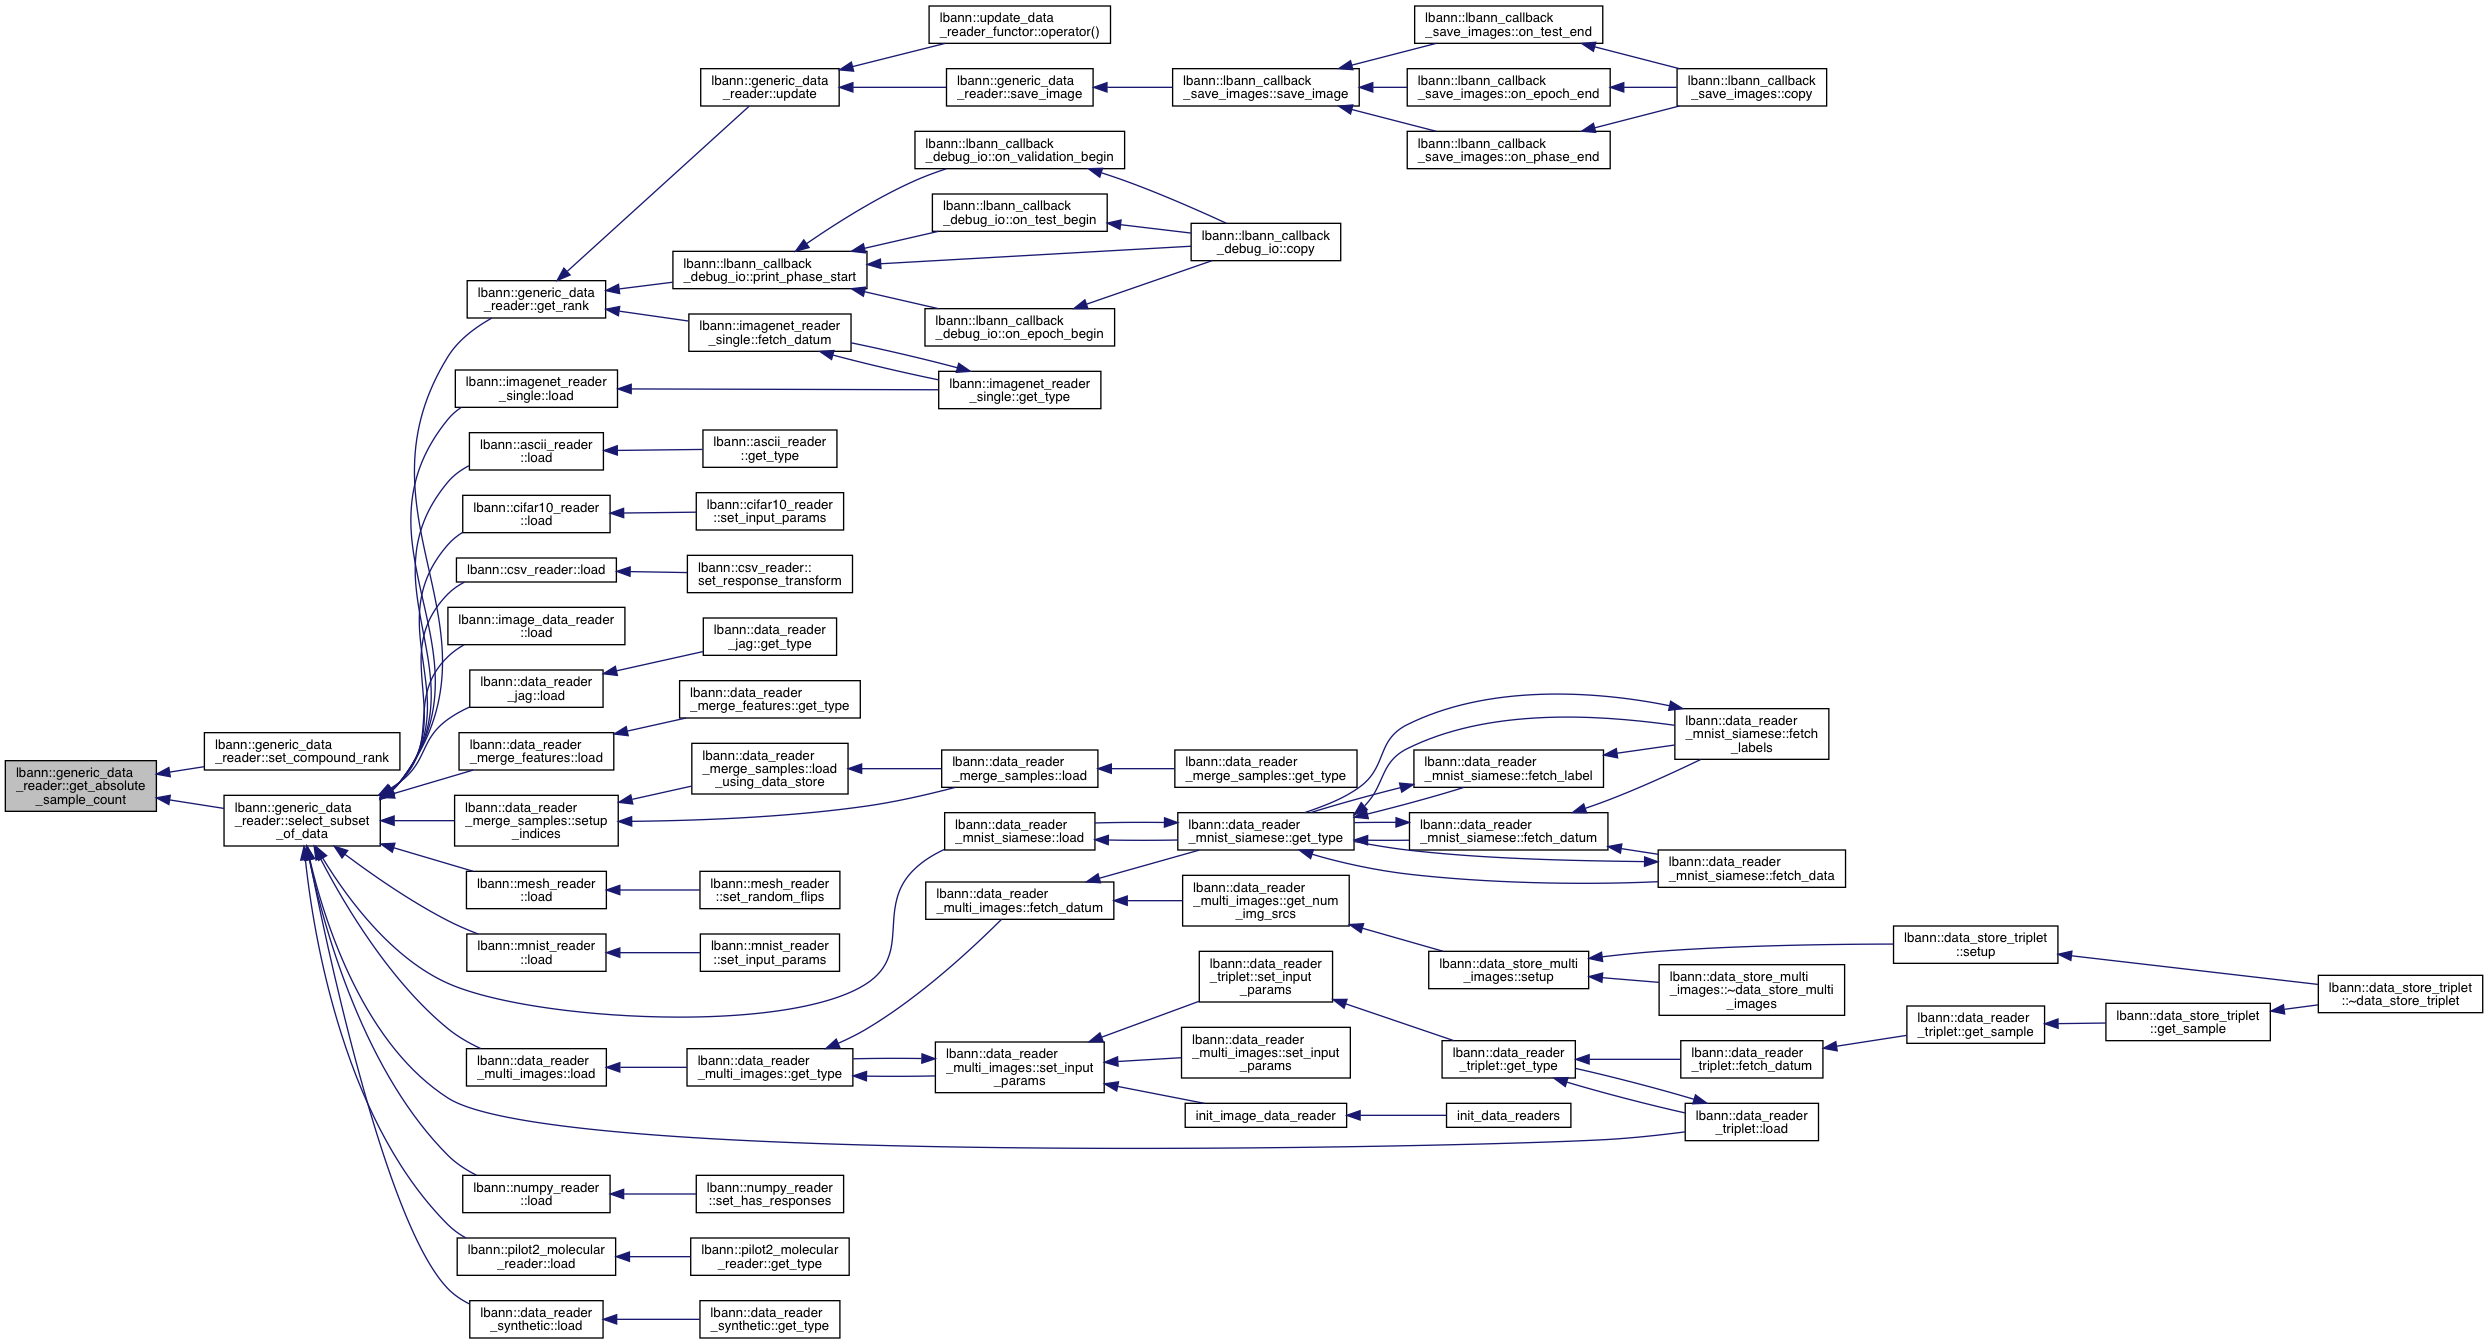 lbann::update_data
_reader_functor::operator()
lbann::lbann_callback
_save_images::on_test_end
lbann::generic_data
_reader::update
lbann::generic_data
_reader::save_image
lbann::lbann_callback
_save_images::save_image
lbann::lbann_callback
_save_images::on_epoch_end
lbann::lbann_callback
_save_images::copy
lbann::lbann_callback
_save_images::on_phase_end
lbann::lbann_callback
_debug_io::on_validation_begin
lbann::lbann_callback
_debug_io::on_test_begin
lbann::lbann_callback
_debug_io::copy
lbann::lbann_callback
_debug_io::print_phase_start
lbann::generic_data
_reader::get_rank
lbann::lbann_callback
_debug_io::on_epoch_begin
lbann::imagenet_reader
_single::fetch_datum
lbann::imagenet_reader
_single::load
lbann::imagenet_reader
_single::get_type
lbann::ascii_reader
::load
lbann::ascii_reader
::get_type
lbann::cifar10_reader
::load
lbann::cifar10_reader
::set_input_params
lbann::csv_reader::load
lbann::csv_reader::
set_response_transform
lbann::image_data_reader
::load
lbann::data_reader
_jag::get_type
lbann::data_reader
_jag::load
lbann::data_reader
_merge_features::get_type
lbann::data_reader
_merge_features::load
lbann::generic_data
_reader::set_compound_rank
lbann::generic_data
_reader::get_absolute
_sample_count
lbann::generic_data
_reader::select_subset
_of_data
lbann::data_reader
_merge_samples::load
_using_data_store
lbann::data_reader
_merge_samples::load
lbann::data_reader
_merge_samples::get_type
lbann::data_reader
_merge_samples::setup
_indices
lbann::data_reader
_mnist_siamese::fetch
_labels
lbann::data_reader
_mnist_siamese::fetch_label
lbann::data_reader
_mnist_siamese::load
lbann::data_reader
_mnist_siamese::get_type
lbann::data_reader
_mnist_siamese::fetch_datum
lbann::data_reader
_mnist_siamese::fetch_data
lbann::mesh_reader
::load
lbann::mesh_reader
::set_random_flips
lbann::data_reader
_multi_images::fetch_datum
lbann::data_reader
_multi_images::get_num
_img_srcs
lbann::mnist_reader
::load
lbann::mnist_reader
::set_input_params
lbann::data_store_multi
_images::setup
lbann::data_store_triplet
::setup
lbann::data_store_multi
_images::~data_store_multi
_images
lbann::data_store_triplet
::~data_store_triplet
lbann::data_reader
_triplet::set_input
_params
lbann::data_reader
_triplet::get_sample
lbann::data_store_triplet
::get_sample
lbann::data_reader
_multi_images::load
lbann::data_reader
_multi_images::get_type
lbann::data_reader
_multi_images::set_input
_params
lbann::data_reader
_multi_images::set_input
_params
lbann::data_reader
_triplet::get_type
lbann::data_reader
_triplet::fetch_datum
init_image_data_reader
init_data_readers
lbann::data_reader
_triplet::load
lbann::numpy_reader
::load
lbann::numpy_reader
::set_has_responses
lbann::pilot2_molecular
_reader::load
lbann::pilot2_molecular
_reader::get_type
lbann::data_reader
_synthetic::load
lbann::data_reader
_synthetic::get_type